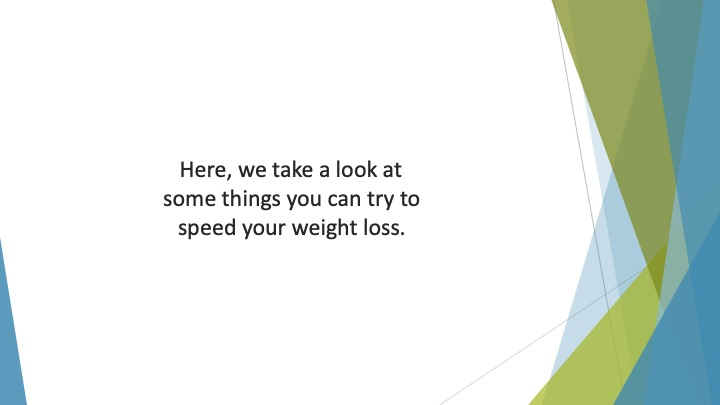 Here, we take a look at
some things you can try to
speed your weight loss.